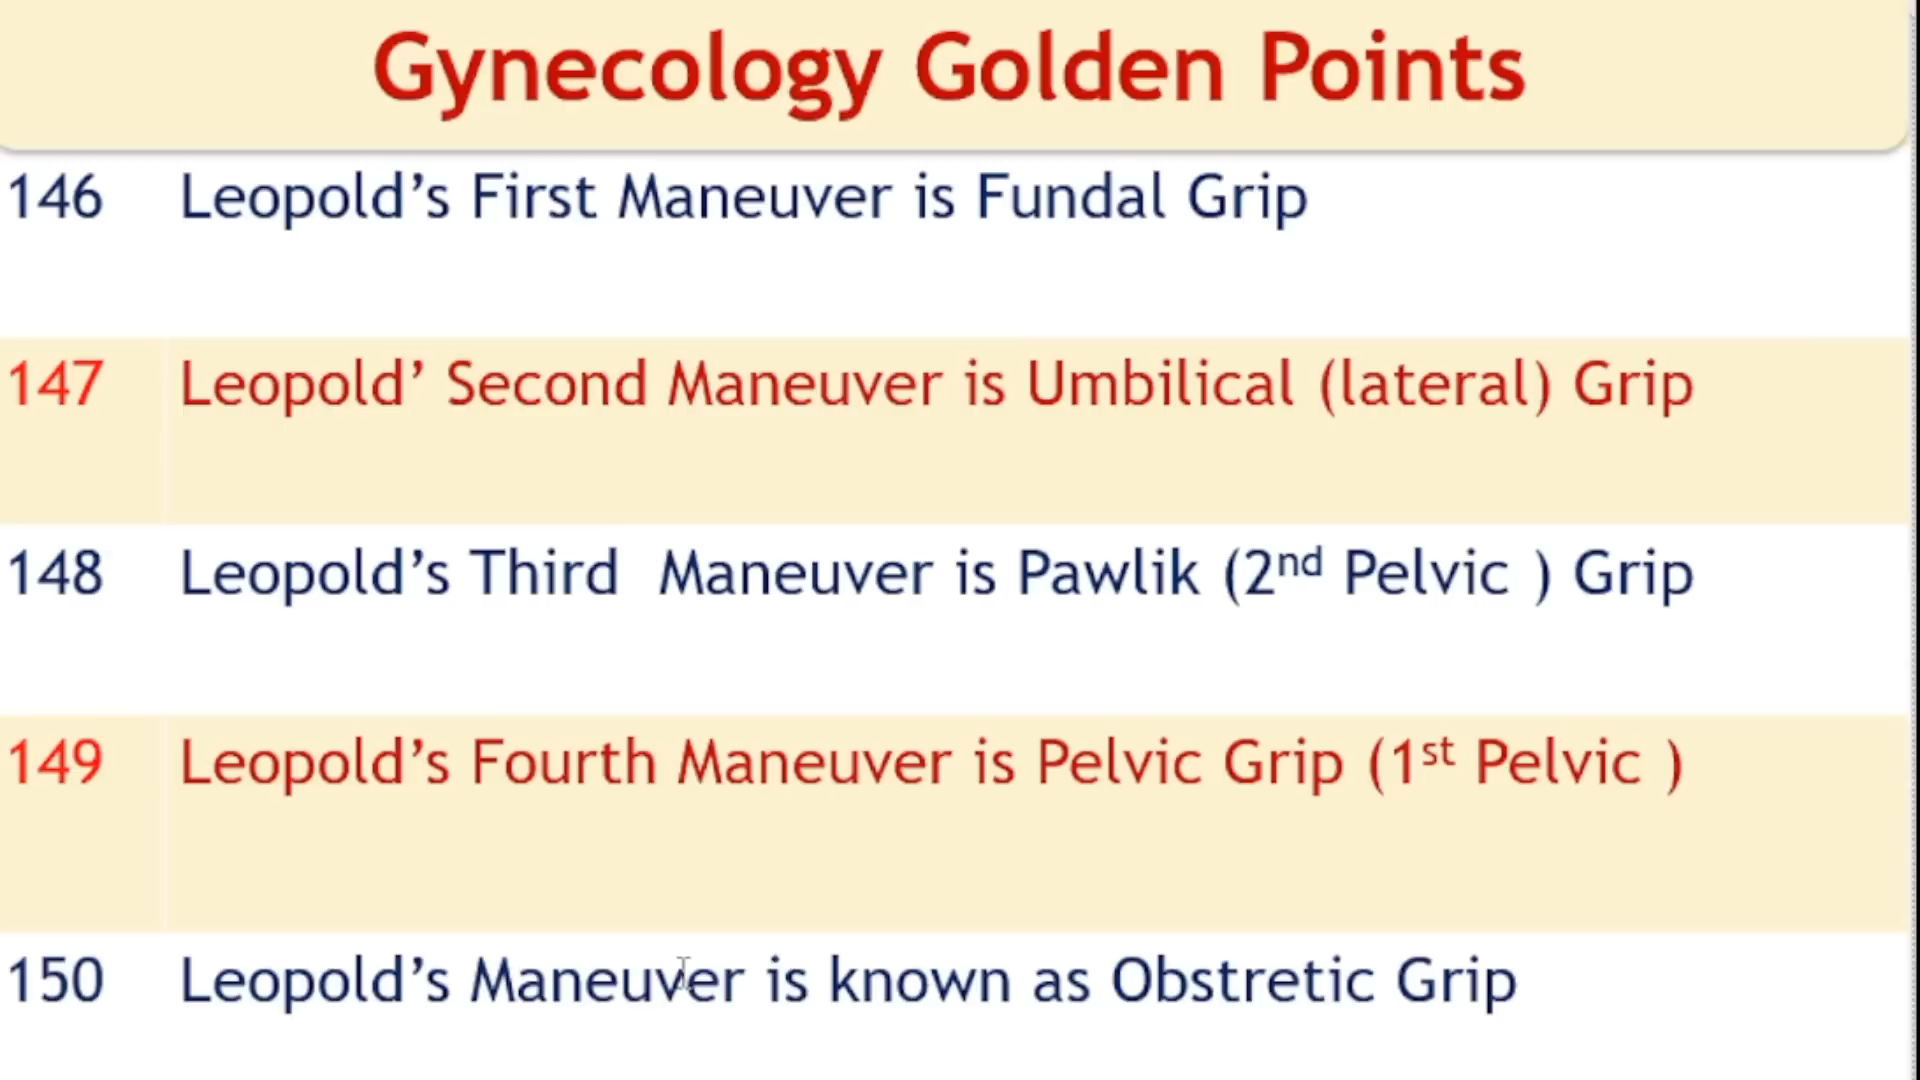 Gynecology Golden Points
146 Leopold’s First Maneuver is Fundal Grip
147 Leopold’ Second Maneuver is Umbilical (lateral) Grip
148 Leopold’s Third  Maneuver is Pawlik (2nd Pelvic ) Grip
149 Leopold’s Fourth Maneuver is Pelvic Grip (1st Pelvic )
150 Leopold’s Maneuver is known as Obstretic Grip